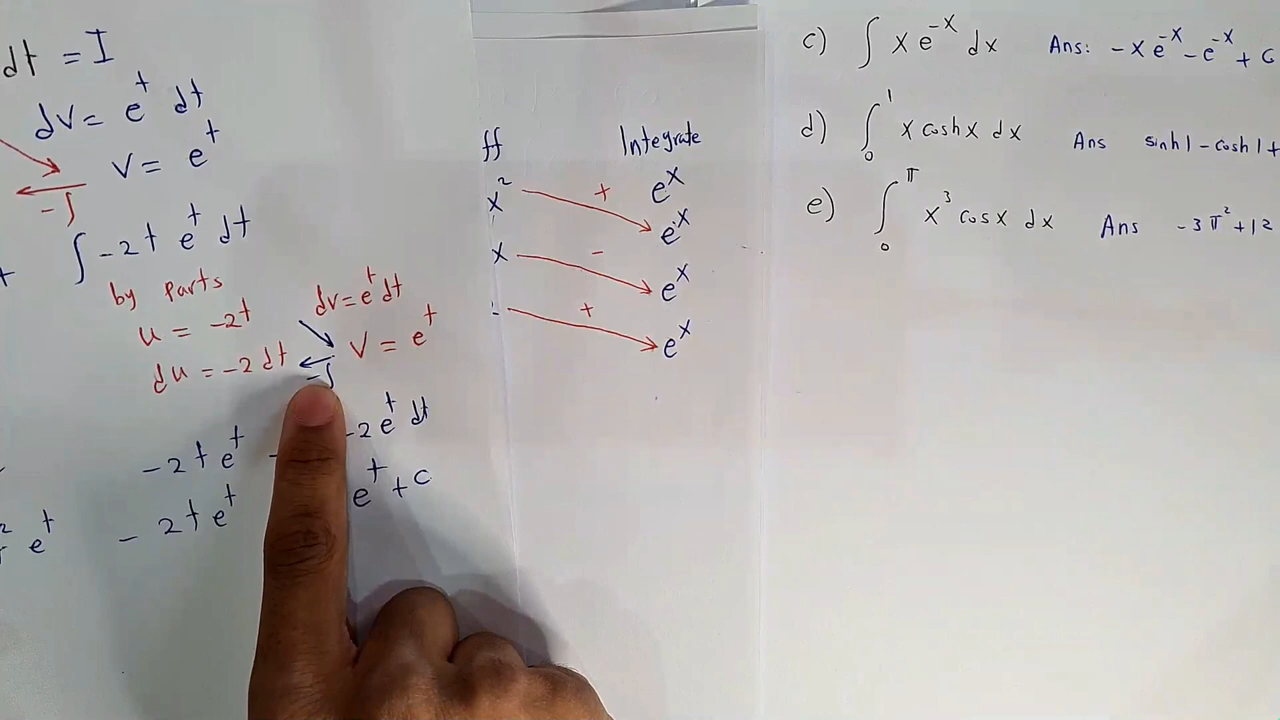 dt = I
dv = e^t dt
v = e^t
-∫
∫ -2t e^t dt
by parts
u = -2t
dv = e^t dt
du = -2 dt
v = e^t
-∫
-2t e^t - -2 e^t dt
e^t - 2t e^t e^t + c
ff Integrate
x^2 + e^x
x - e^x
+ e^x
e^x
c) ∫ x e^-x dx Ans: -x e^-x - e^-x + c
d) ∫_0^1 x cosh x dx Ans sinh 1 - cosh 1 +
e) ∫_0^π x^3 cos x dx Ans -3π^2 + 12